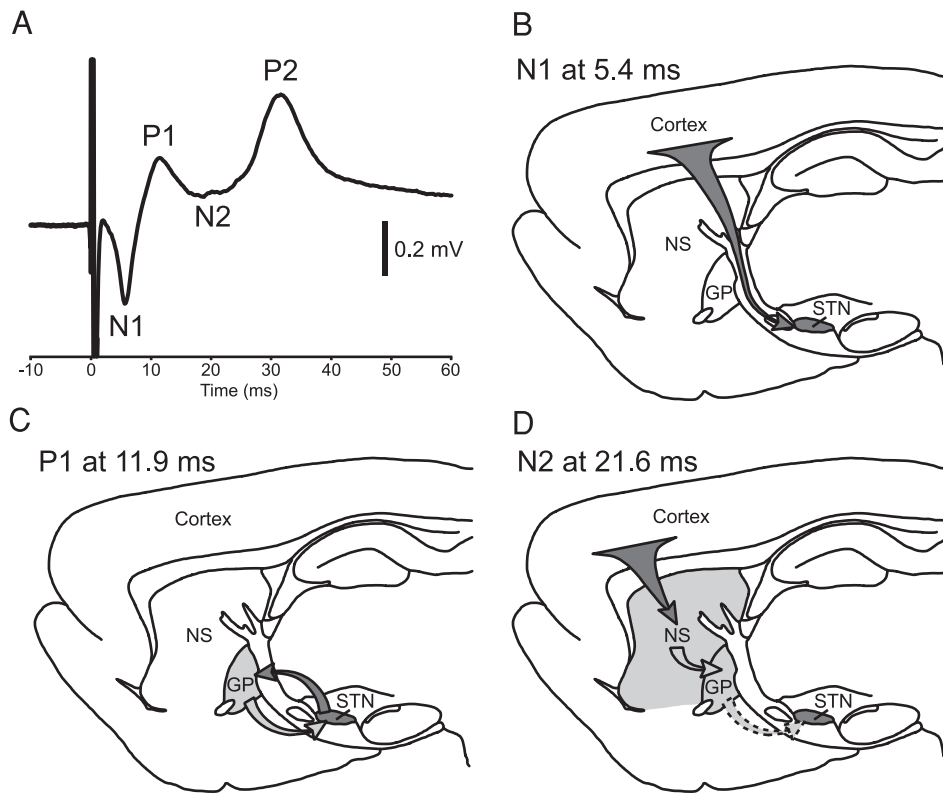 A
P2
P1
N2
N1
0.2 mV
-10 0 10 20 30 40 50 60
Time (ms)
B
N1 at 5.4 ms
Cortex
NS
GP
STN
C
P1 at 11.9 ms
Cortex
NS
GP
STN
D
N2 at 21.6 ms
Cortex
NS
GP
STN